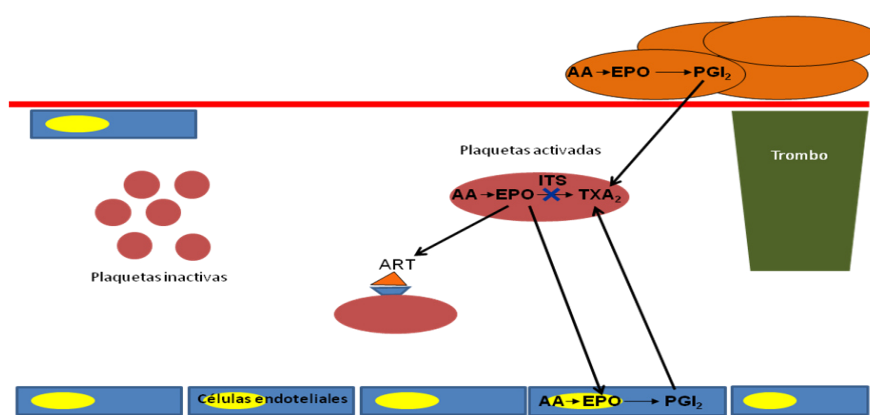 AA→EPO →PGI₂
Plaquetas activadas
Trombo
ITS
AA→EPO → TXA₂
ART
Plaquetas inactivas
Células endoteliales
AA→EPO → PGI₂